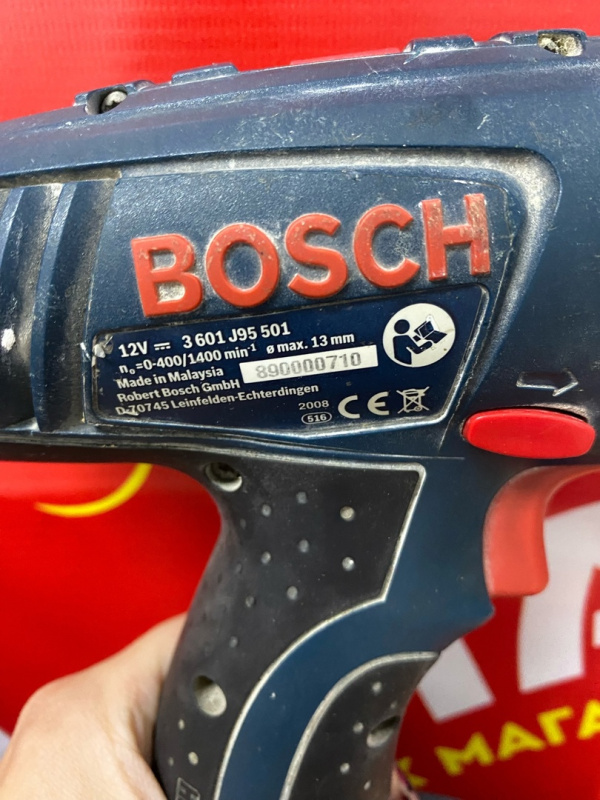 BOSCH
12V ⎓ 3 601 J95 501
n₀=0-400/1400 min⁻¹ ø max. 13 mm
Made in Malaysia 890000710
Robert Bosch GmbH
D-70745 Leinfelden-Echterdingen
2008
516 CE
МАГА